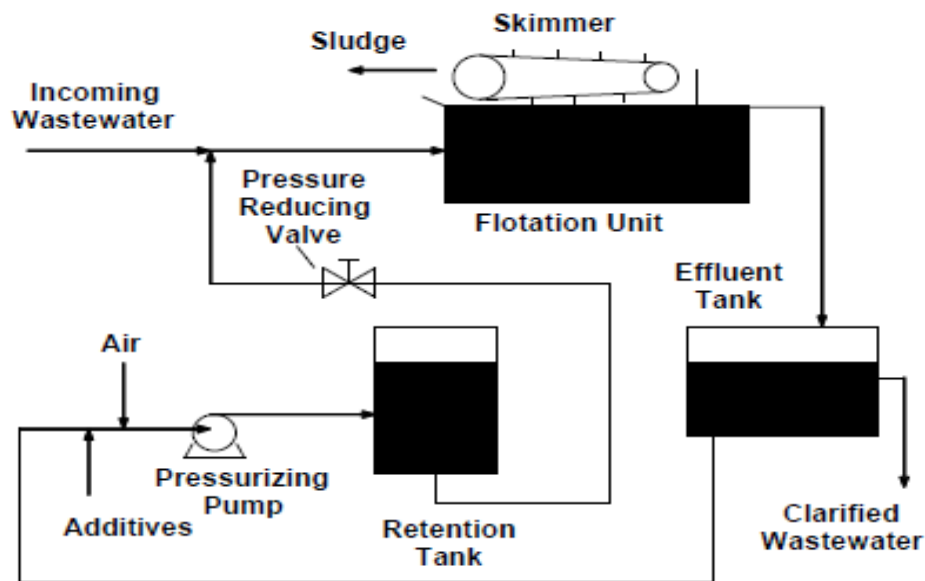 Skimmer
Sludge
Incoming
Wastewater
Pressure
Reducing
Valve
Flotation Unit
Effluent
Tank
Air
Pressurizing
Pump
Additives
Retention
Tank
Clarified
Wastewater